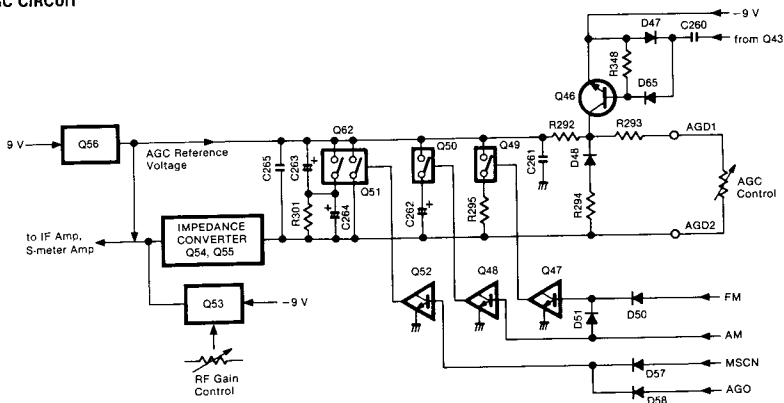 GC CIRCUIT
−9 V
D47
C260
from Q43
R348
D65
Q46
9 V
Q56
AGC Reference
Voltage
Q62
Q50
Q49
R292
R293
AGD1
C265
C263
+
Q51
R301
+
C264
+
C262
R295
C261
D48
R294
AGC
Control
to IF Amp,
S-meter Amp
IMPEDANCE
CONVERTER
Q54, Q55
AGD2
Q53
−9 V
Q52
Q48
Q47
D51
D50
FM
AM
RF Gain
Control
D57
MSCN
D58
AGO